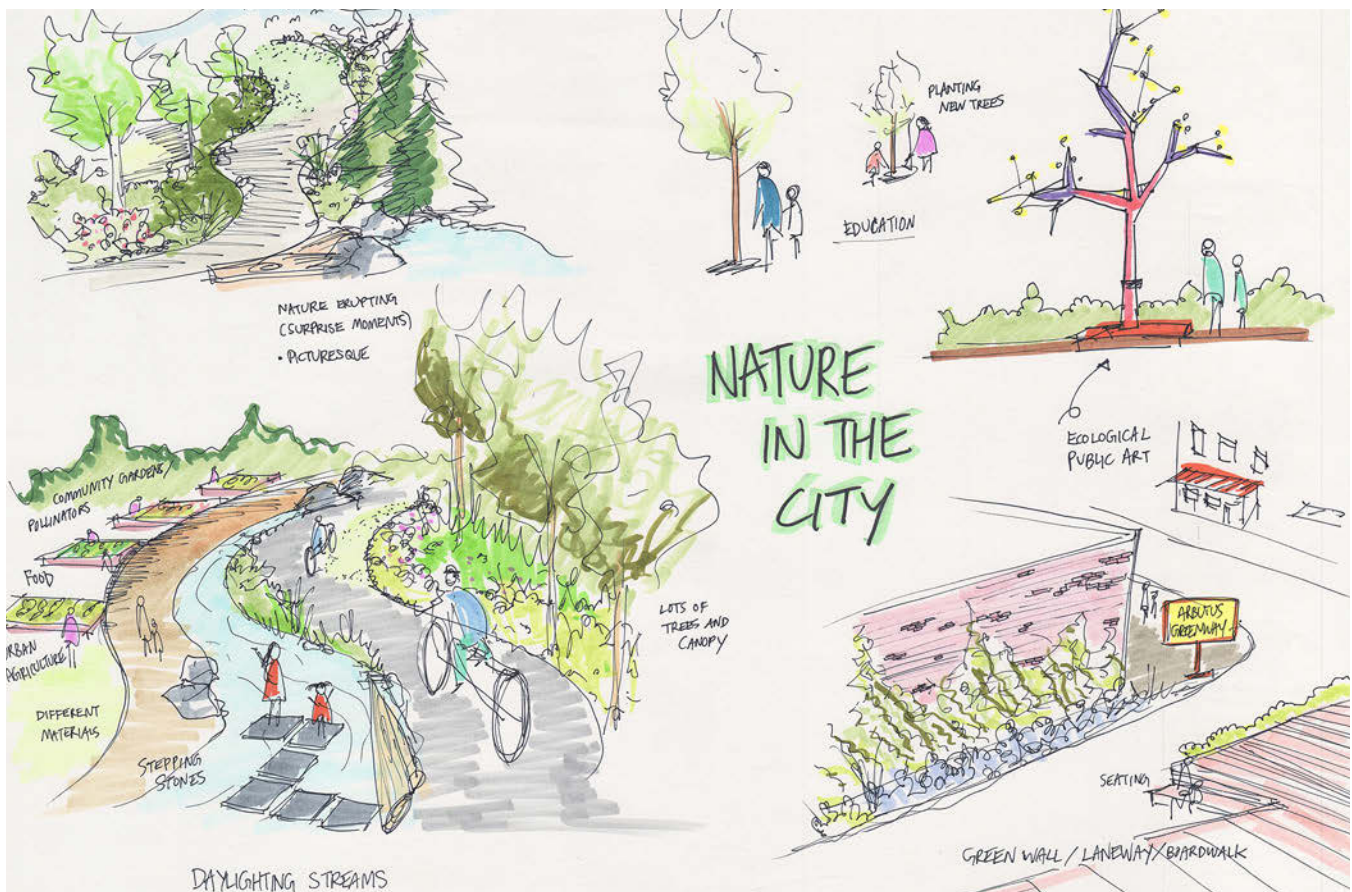 PLANTING
NEW TREES
EDUCATION
NATURE ERUPTING
(SURPRISE MOMENTS)
• PICTURESQUE
NATURE
IN THE
CITY
ECOLOGICAL
PUBLIC ART
COMMUNITY GARDENS/
POLLINATORS
FOOD
URBAN
AGRICULTURE
DIFFERENT
MATERIALS
STEPPING
STONES
LOTS OF
TREES AND
CANOPY
ARBUTUS
GREENWAY
SEATING
GREEN WALL / LANEWAY/BOARDWALK
DAYLIGHTING STREAMS